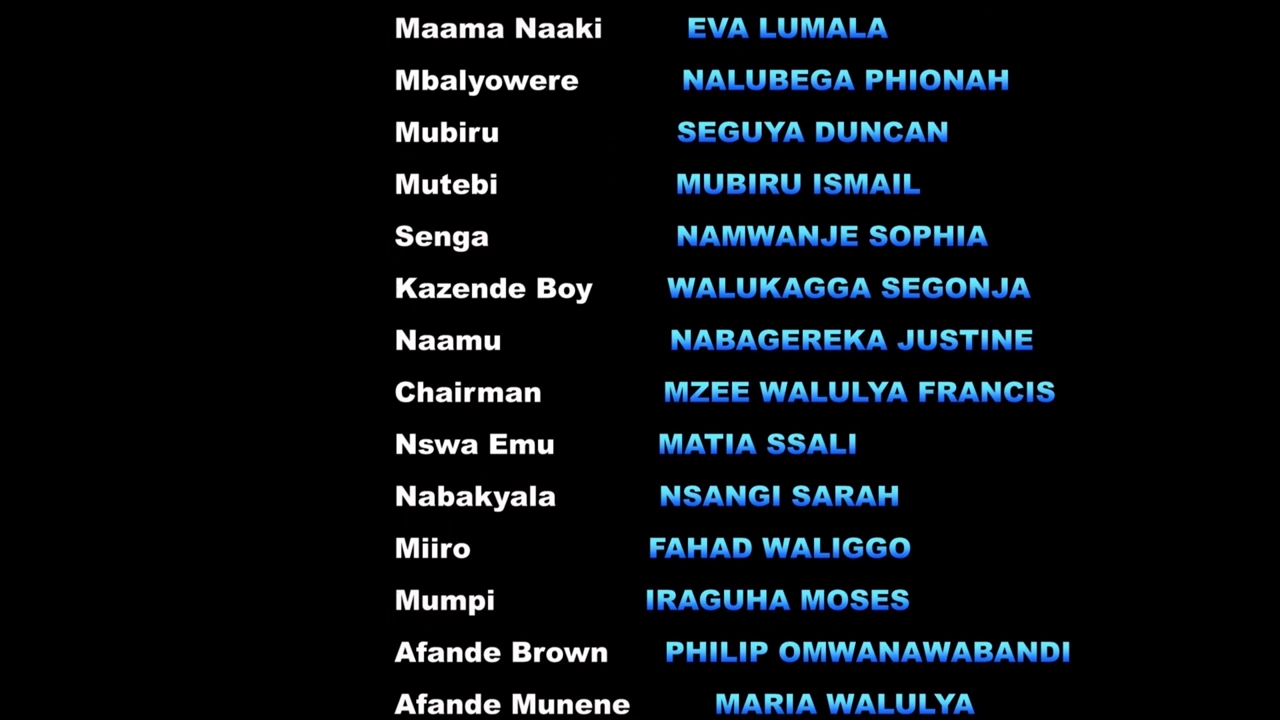 Maama Naaki EVA LUMALA
Mbalyowere NALUBEGA PHIONAH
Mubiru SEGUYA DUNCAN
Mutebi MUBIRU ISMAIL
Senga NAMWANJE SOPHIA
Kazende Boy WALUKAGGA SEGONJA
Naamu NABAGEREKA JUSTINE
Chairman MZEE WALULYA FRANCIS
Nswa Emu MATIA SSALI
Nabakyala NSANGI SARAH
Miiro FAHAD WALIGGO
Mumpi IRAGUHA MOSES
Afande Brown PHILIP OMWANAWABANDI
Afande Munene MARIA WALULYA